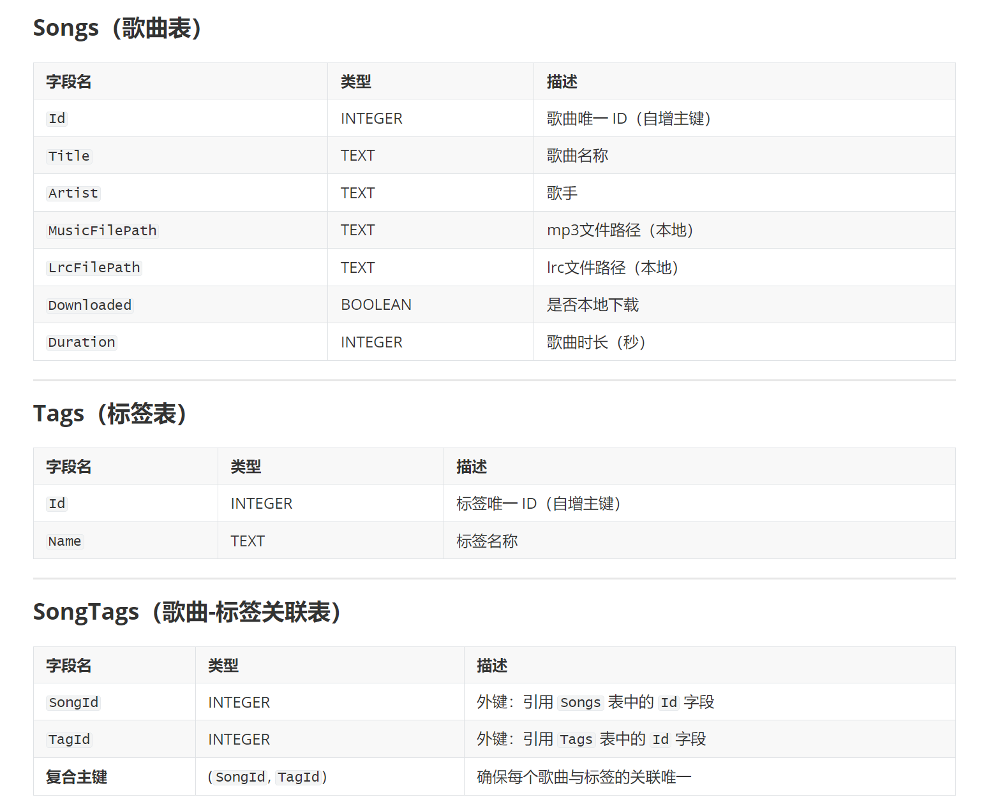 Songs（歌曲表）
字段名 类型 描述
Id INTEGER 歌曲唯一 ID（自增主键）
Title TEXT 歌曲名称
Artist TEXT 歌手
MusicFilePath TEXT mp3文件路径（本地）
LrcFilePath TEXT lrc文件路径（本地）
Downloaded BOOLEAN 是否本地下载
Duration INTEGER 歌曲时长（秒）
Tags（标签表）
字段名 类型 描述
Id INTEGER 标签唯一 ID（自增主键）
Name TEXT 标签名称
SongTags（歌曲-标签关联表）
字段名 类型 描述
SongId INTEGER 外键：引用 Songs 表中的 Id 字段
TagId INTEGER 外键：引用 Tags 表中的 Id 字段
复合主键 (SongId, TagId) 确保每个歌曲与标签的关联唯一